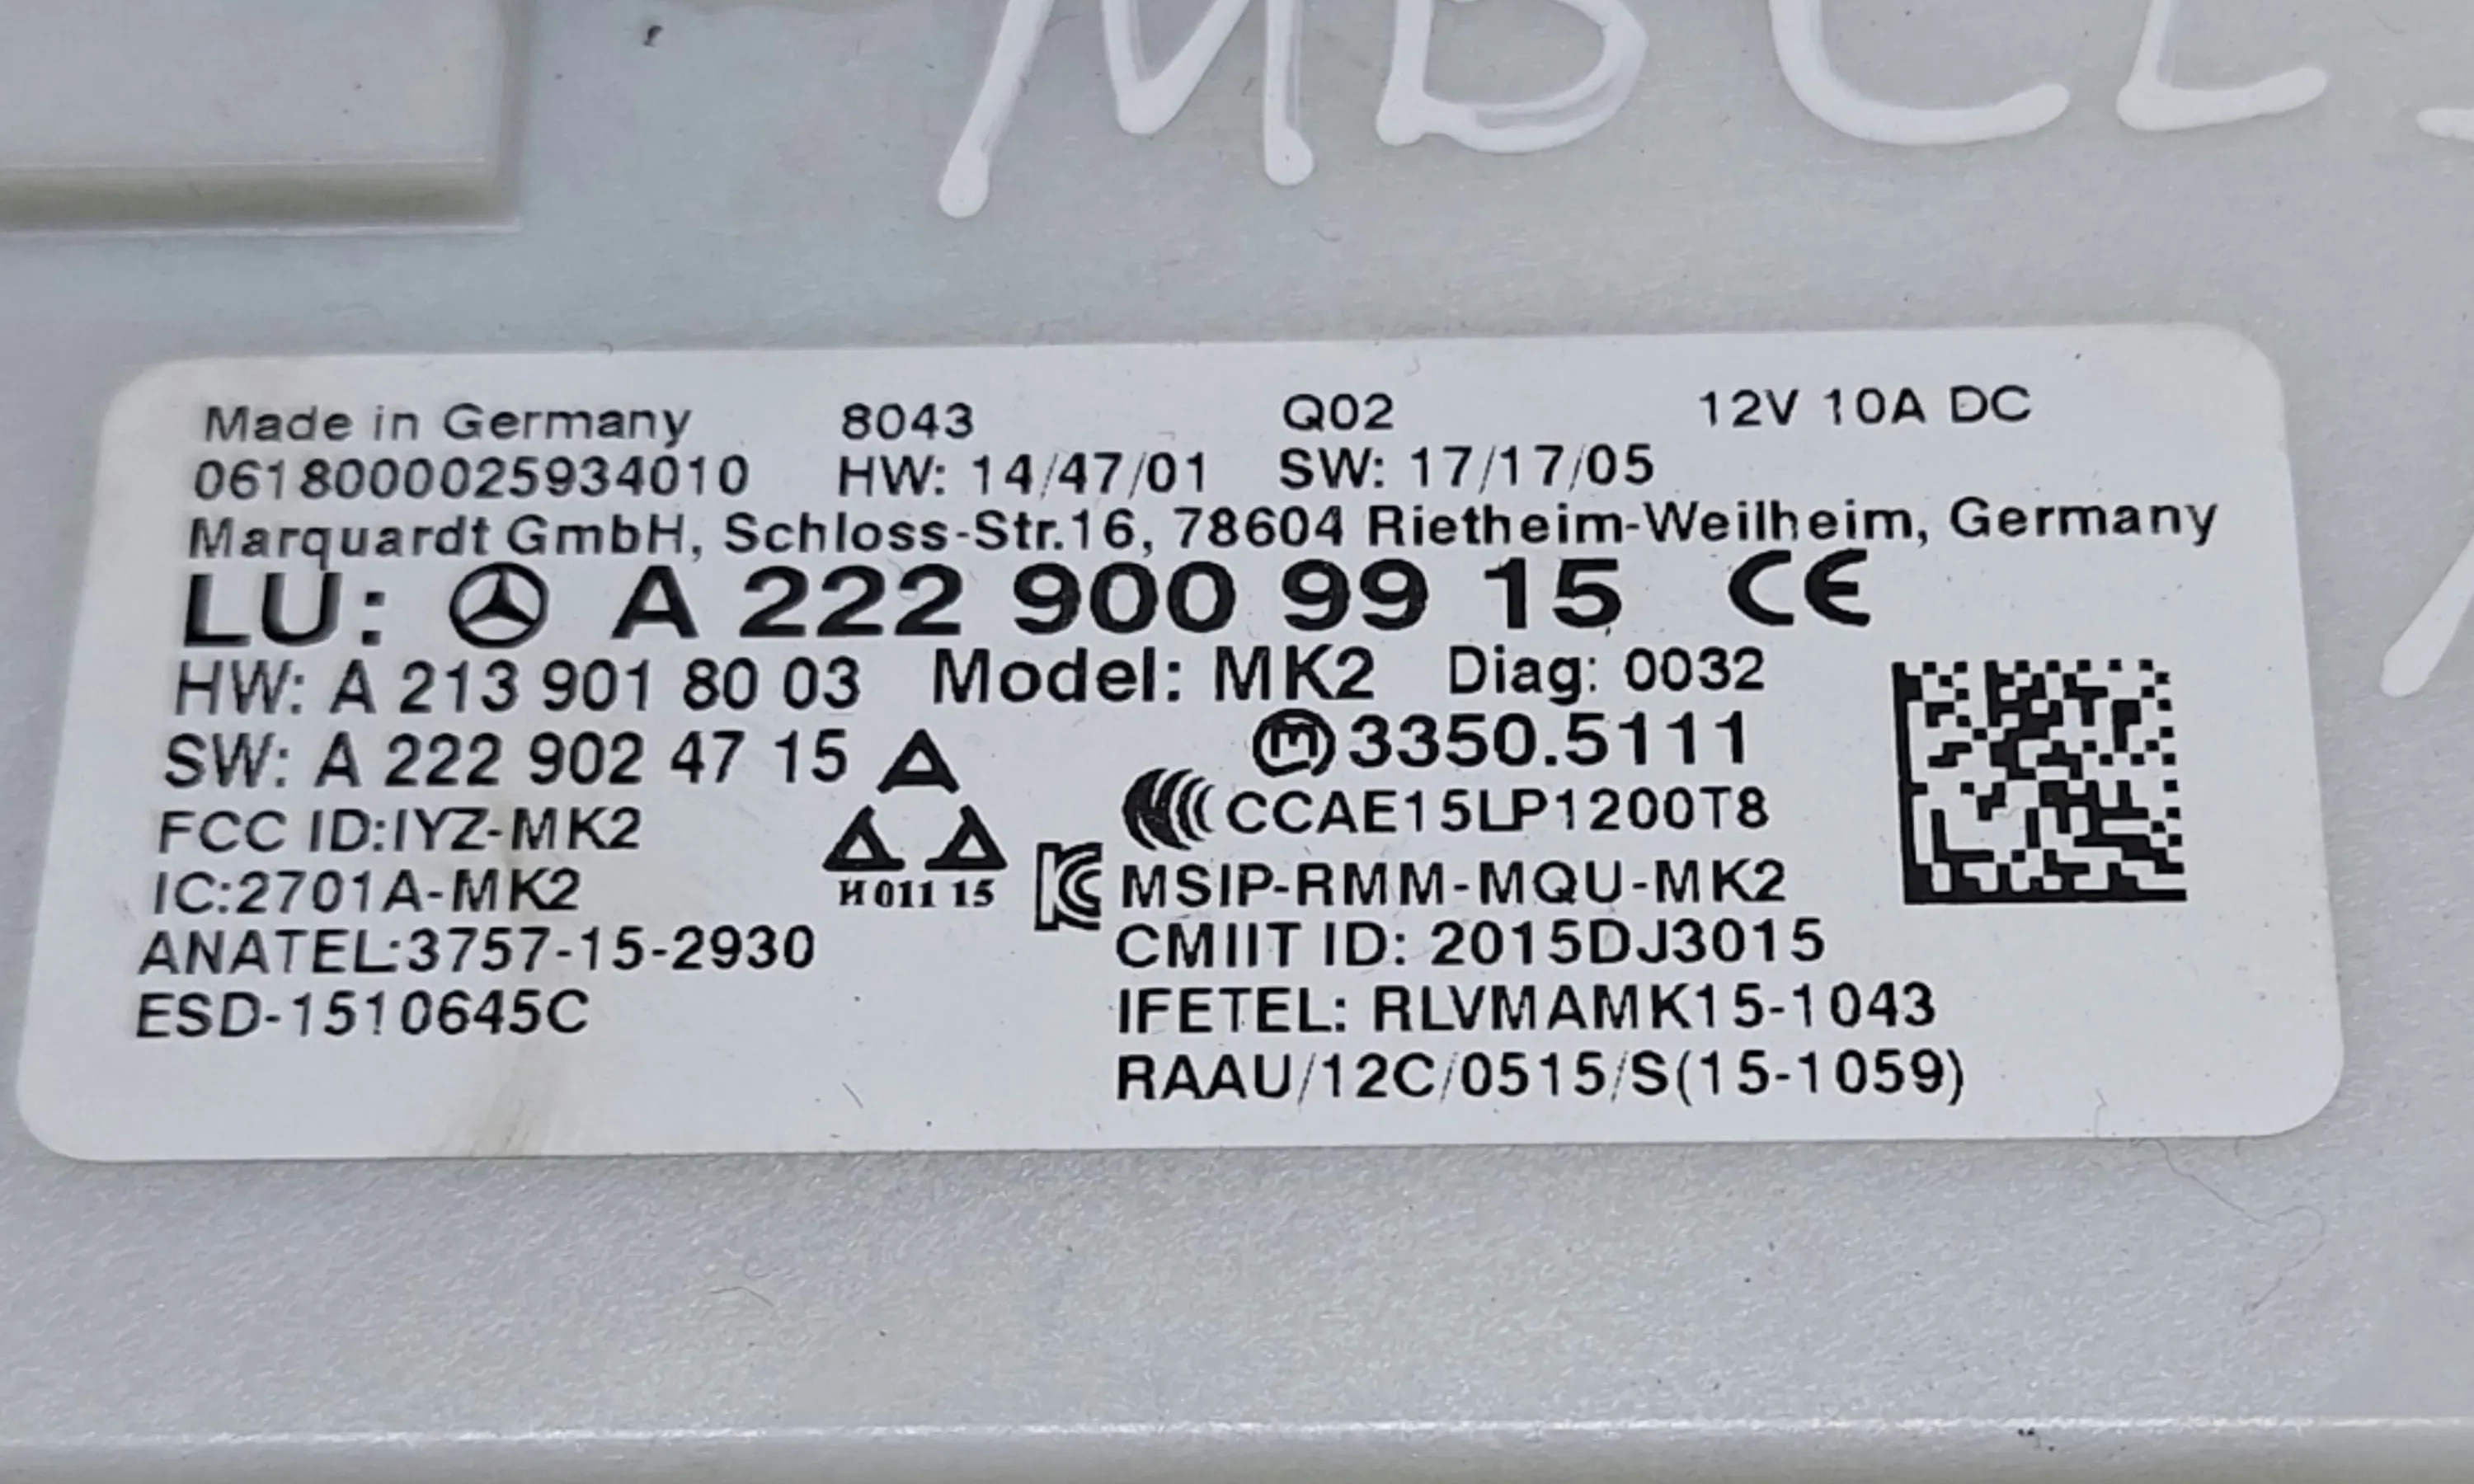 MBCL
Made in Germany 8043 Q02 12V 10A DC
0618000025934010 HW: 14/47/01 SW: 17/17/05
Marquardt GmbH, Schloss-Str.16, 78604 Rietheim-Weilheim, Germany
LU: A 222 900 99 15 CE
HW: A 213 901 80 03 Model: MK2 Diag: 0032
SW: A 222 902 47 15 3350.5111
FCC ID:IYZ-MK2 CCAE15LP1200T8
IC:2701A-MK2 H 011 15 MSIP-RMM-MQU-MK2
ANATEL:3757-15-2930 CMIIT ID: 2015DJ3015
ESD-1510645C IFETEL: RLVMAMK15-1043
RAAU/12C/0515/S(15-1059)